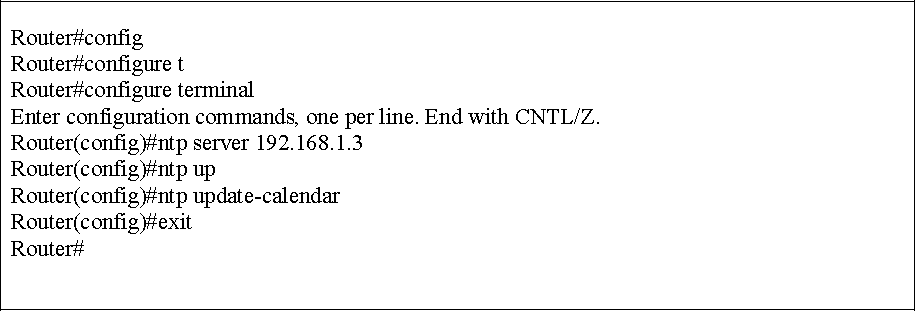 Router#config
Router#configure t
Router#configure terminal
Enter configuration commands, one per line. End with CNTL/Z.
Router(config)#ntp server 192.168.1.3
Router(config)#ntp up
Router(config)#ntp update-calendar
Router(config)#exit
Router#